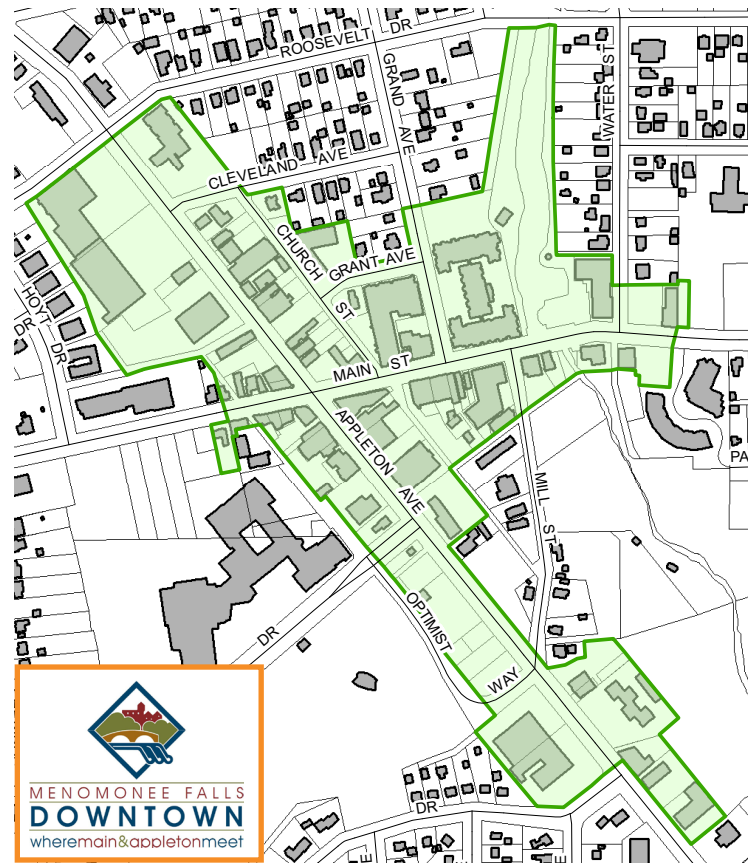 ROOSEVELT DR
GRAND AVE
WATER ST
CLEVELAND AVE
CHURCH ST
GRANT AVE
HOYT DR
DR
MAIN ST
APPLETON AVE
MILL ST
PA
OPTIMIST WAY
DR
DR
E
E
MENOMONEE FALLS
DOWNTOWN
wheremain&appletonmeet